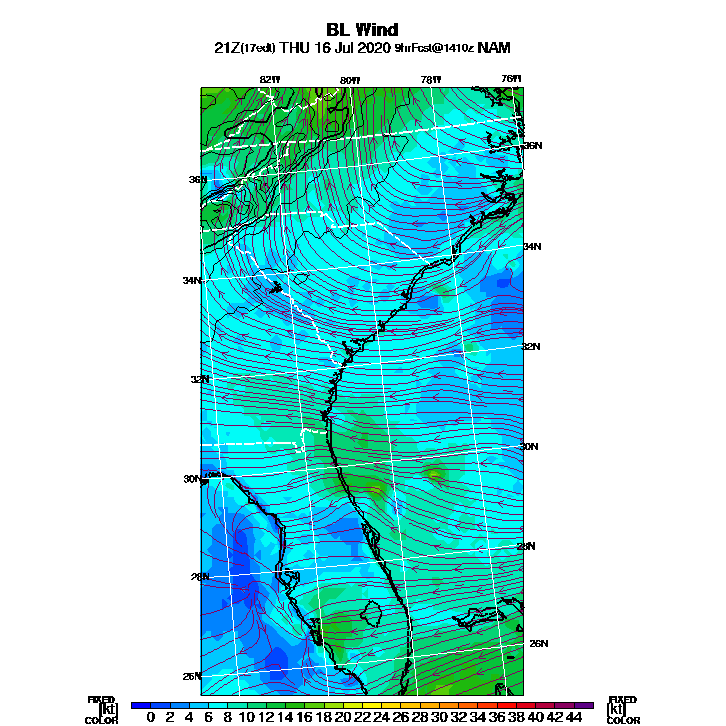 BL Wind
21Z(17edt) THU 16 Jul 2020 9hrFcst@1410z NAM
82W 80W 78W 76W
36N
36N
34N
34N
32N
32N
30N
30N
28N
28N
26N
26N
FIXED FIXED
[kt] 0 2 4 6 8 10 12 14 16 18 20 22 24 26 28 30 32 34 36 38 40 42 44 [kt]
COLOR COLOR